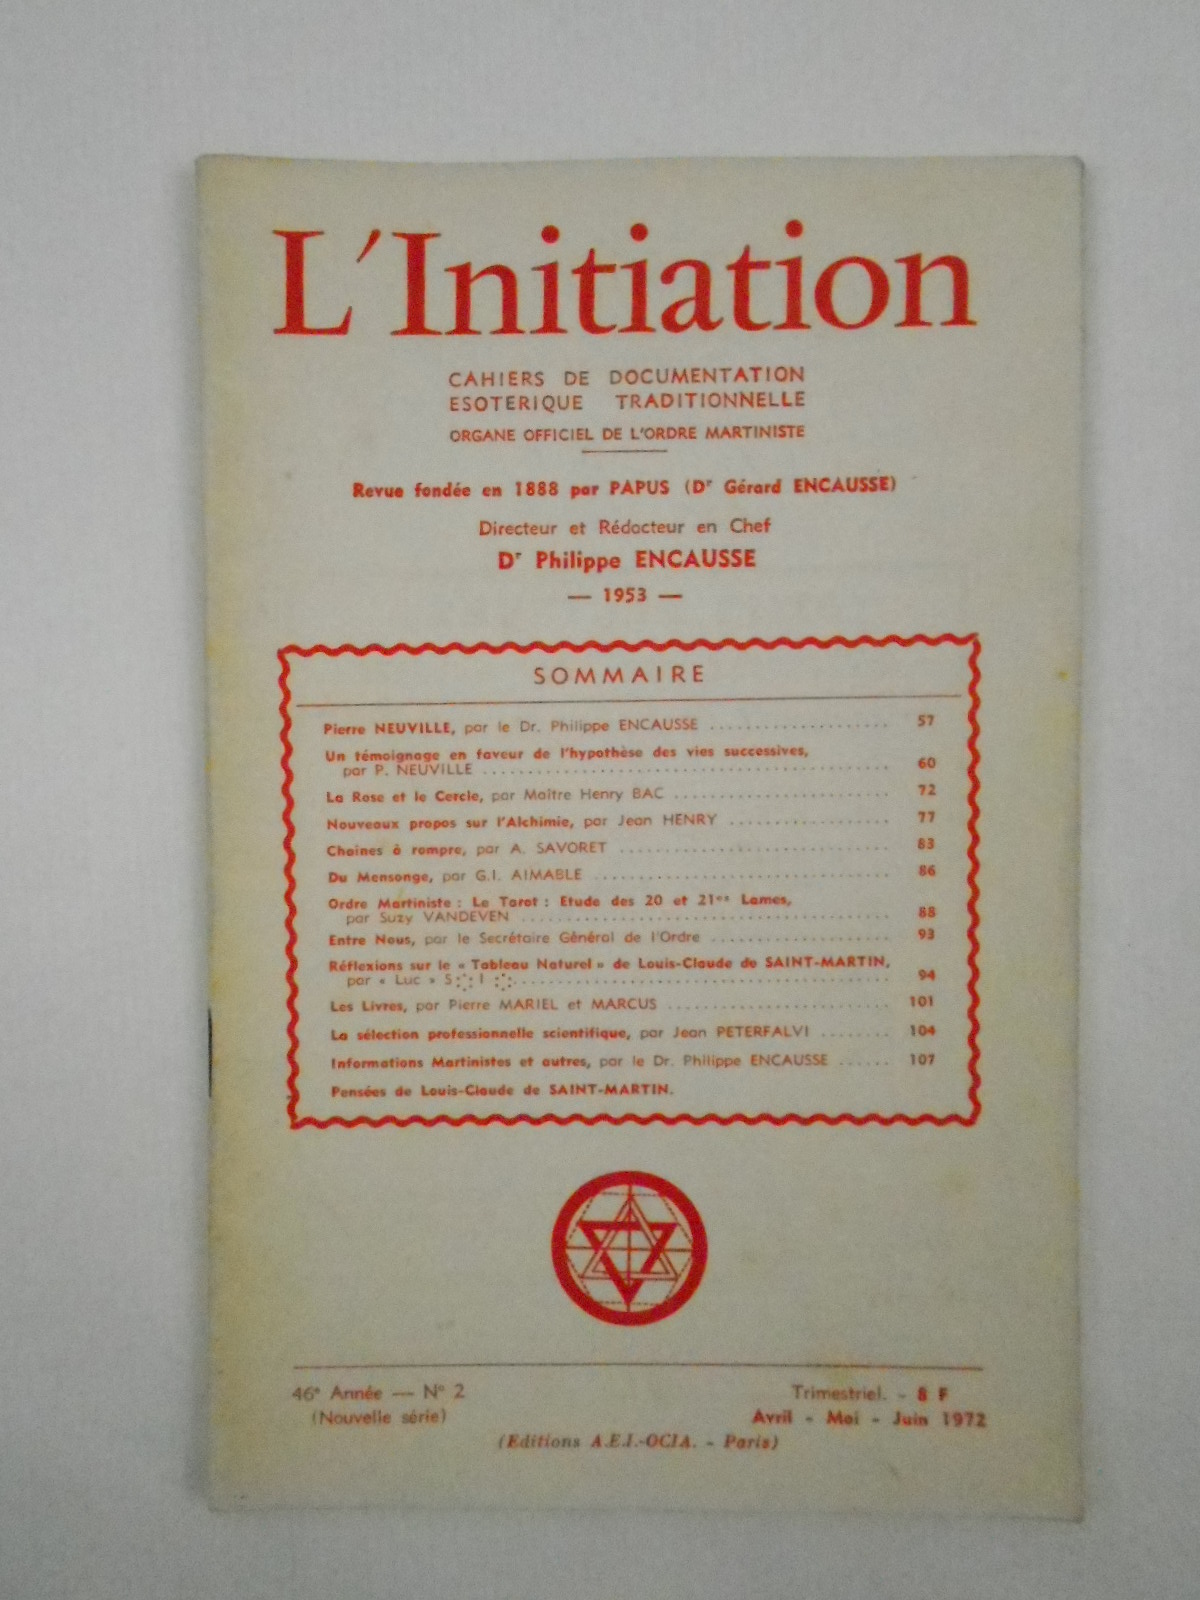 L'Initiation
CAHIERS DE DOCUMENTATION
ESOTERIQUE TRADITIONNELLE
ORGANE OFFICIEL DE L'ORDRE MARTINISTE
Revue fondée en 1888 par PAPUS (Dr Gérard ENCAUSSE)
Directeur et Rédacteur en Chef
Dr Philippe ENCAUSSE
— 1953 —
SOMMAIRE
Pierre NEUVILLE, par le Dr. Philippe ENCAUSSE .................... 57
Un témoignage en faveur de l'hypothèse des vies successives,
par P. NEUVILLE .................... 60
La Rose et le Cercle, par Maître Henry BAC .................... 72
Nouveaux propos sur l'Alchimie, par Jean HENRY .................... 77
Chaînes à rompre, par A. SAVORET .................... 83
Du Mensonge, par G.I. AIMABLE .................... 86
Ordre Martiniste : Le Tarot : Etude des 20 et 21es Lames,
par Suzy VANDEVEN .................... 88
Entre Nous, par le Secrétaire Général de l'Ordre .................... 93
Réflexions sur le « Tableau Naturel » de Louis-Claude de SAINT-MARTIN,
par « Luc » S I .................... 94
Les Livres, par Pierre MARIEL et MARCUS .................... 101
La sélection professionnelle scientifique, par Jean PETERFALVI ........ 104
Informations Martinistes et autres, par le Dr. Philippe ENCAUSSE ...... 107
Pensées de Louis-Claude de SAINT-MARTIN.
46e Année — N° 2
(Nouvelle série)
Trimestriel. - 8 F
Avril - Mai - Juin 1972
(Editions A.E.I.-OCIA. - Paris)